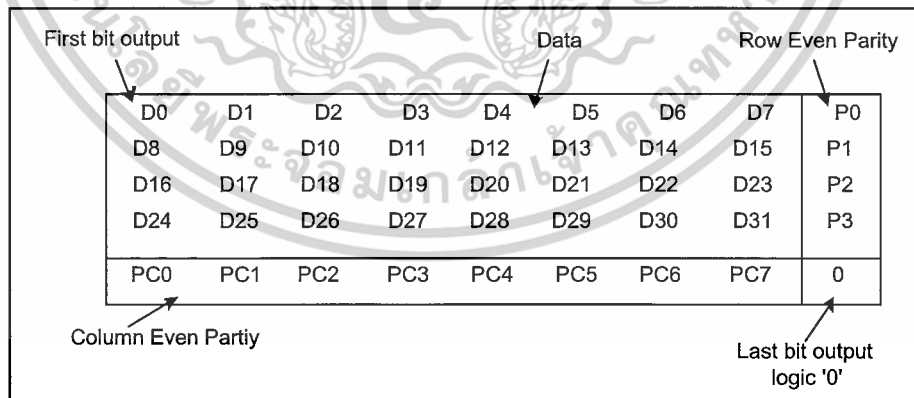 First bit output Data Row Even Parity
D0 D1 D2 D3 D4 D5 D6 D7 P0
D8 D9 D10 D11 D12 D13 D14 D15 P1
D16 D17 D18 D19 D20 D21 D22 D23 P2
D24 D25 D26 D27 D28 D29 D30 D31 P3
PC0 PC1 PC2 PC3 PC4 PC5 PC6 PC7 0
Column Even Partiy
Last bit output
logic '0'